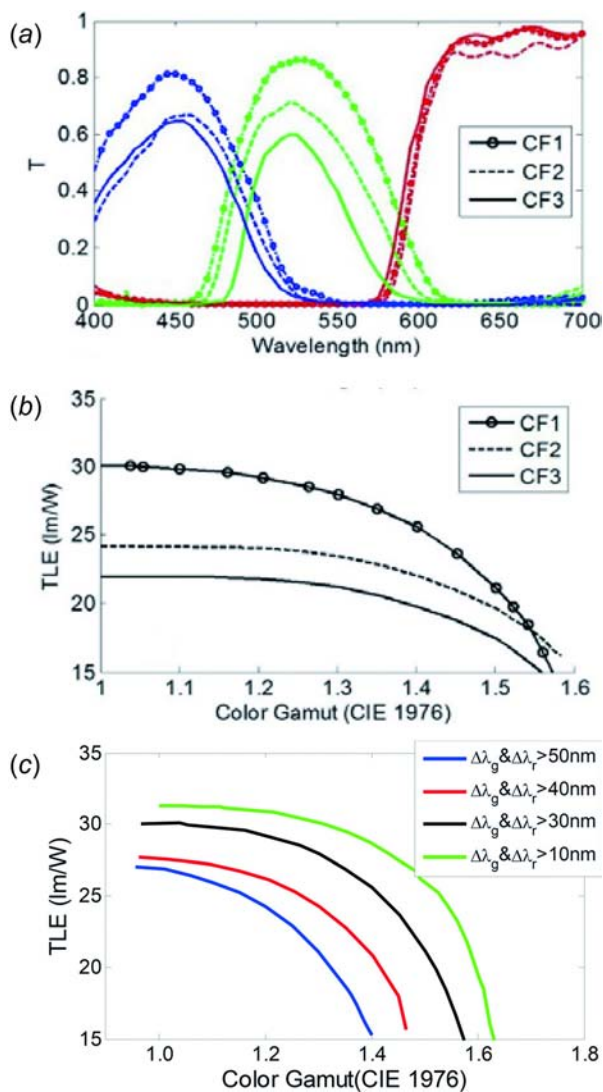 (a)
1
0.8
0.6
0.4
0.2
0
T
CF1
CF2
CF3
400 450 500 550 600 650 700
Wavelength (nm)
(b)
35
30
25
20
15
TLE (lm/W)
CF1
CF2
CF3
1 1.1 1.2 1.3 1.4 1.5 1.6
Color Gamut (CIE 1976)
(c)
35
30
25
20
15
TLE (lm/W)
Δλg&Δλr>50nm
Δλg&Δλr>40nm
Δλg&Δλr>30nm
Δλg&Δλr>10nm
1.0 1.2 1.4 1.6 1.8
Color Gamut(CIE 1976)